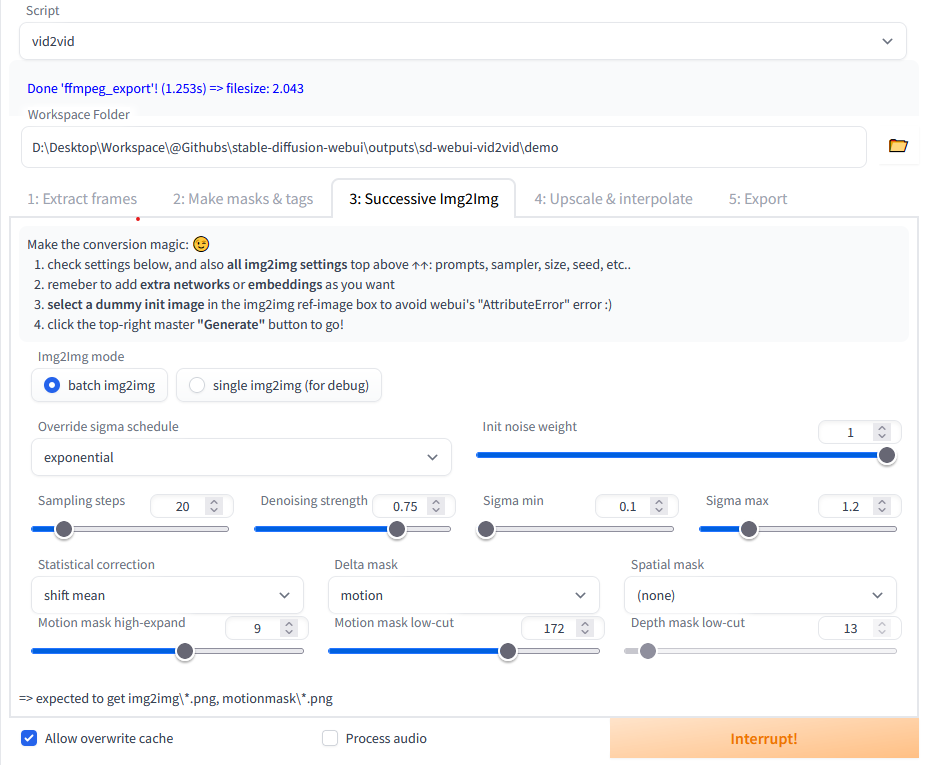 Script
vid2vid
Done 'ffmpeg_export'! (1.253s) => filesize: 2.043
Workspace Folder
D:\Desktop\Workspace\@Githubs\stable-diffusion-webui\outputs\sd-webui-vid2vid\demo
1: Extract frames 2: Make masks & tags 3: Successive Img2Img 4: Upscale & interpolate 5: Export
Make the conversion magic: 😉
1. check settings below, and also all img2img settings top above ↑↑: prompts, sampler, size, seed, etc..
2. remeber to add extra networks or embeddings as you want
3. select a dummy init image in the img2img ref-image box to avoid webui's "AttributeError" error :)
4. click the top-right master "Generate" button to go!
Img2Img mode
batch img2img single img2img (for debug)
Override sigma schedule Init noise weight 1
exponential
Sampling steps 20 Denoising strength 0.75 Sigma min 0.1 Sigma max 1.2
Statistical correction Delta mask Spatial mask
shift mean motion (none)
Motion mask high-expand 9 Motion mask low-cut 172 Depth mask low-cut 13
=> expected to get img2img\*.png, motionmask\*.png
Allow overwrite cache Process audio Interrupt!